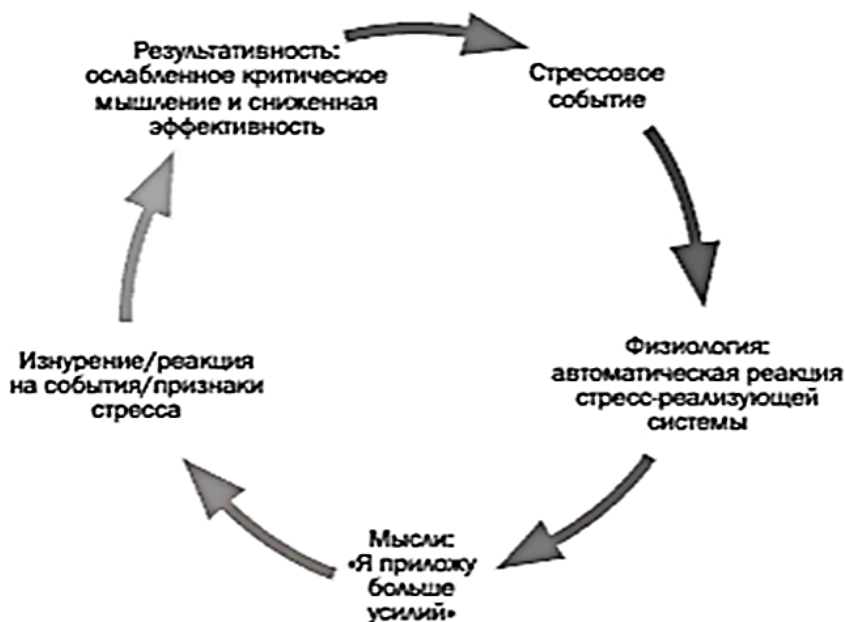 Результативность:
ослабленное критическое
мышление и сниженная
эффективность
Стрессовое
событие
Физиология:
автоматическая реакция
стресс-реализующей
системы
Мысли:
«Я приложу
больше
усилий»
Изнурение/реакция
на события/признаки
стресса